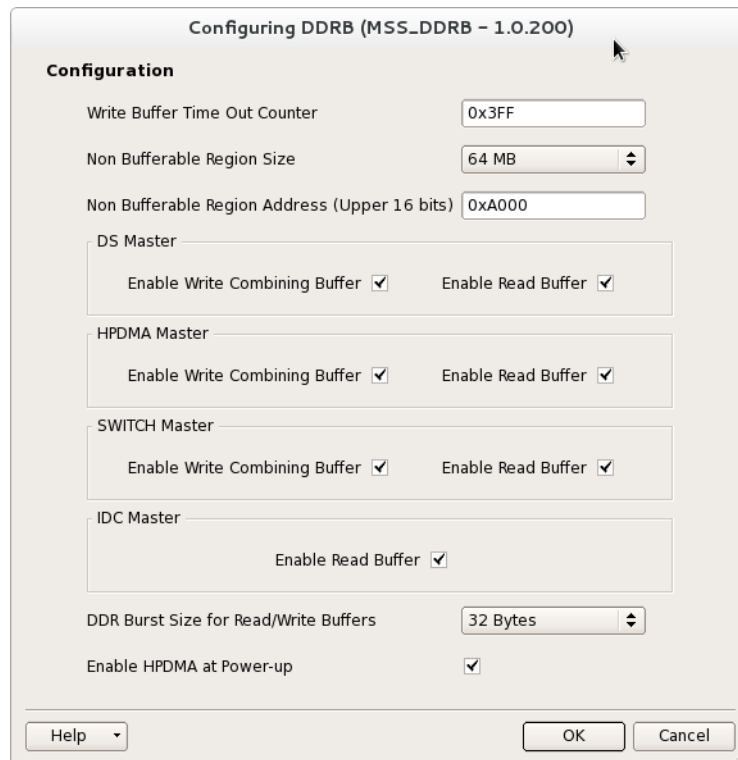 Configuring DDRB (MSS_DDRB - 1.0.200)
Configuration
Write Buffer Time Out Counter 0x3FF
Non Bufferable Region Size 64 MB
Non Bufferable Region Address (Upper 16 bits) 0xA000
DS Master
Enable Write Combining Buffer Enable Read Buffer
HPDMA Master
Enable Write Combining Buffer Enable Read Buffer
SWITCH Master
Enable Write Combining Buffer Enable Read Buffer
IDC Master
Enable Read Buffer
DDR Burst Size for Read/Write Buffers 32 Bytes
Enable HPDMA at Power-up
Help OK Cancel